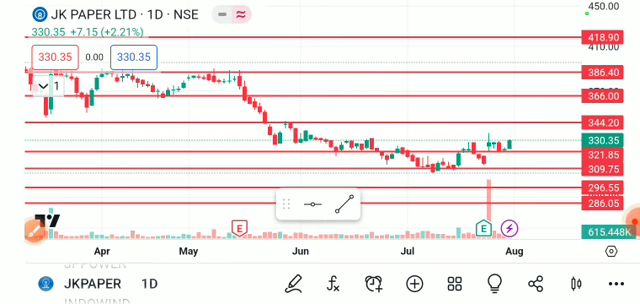 JK PAPER LTD · 1D · NSE
330.35 +7.15 (+2.21%)
330.35 0.00 330.35
1
450.00
418.90
410.00
386.40
366.00
344.20
330.35
321.85
309.75
296.55
286.05
615.448K
E E
Apr May Jun Jul Aug
JPPOWER
JKPAPER 1D
INDOWIND